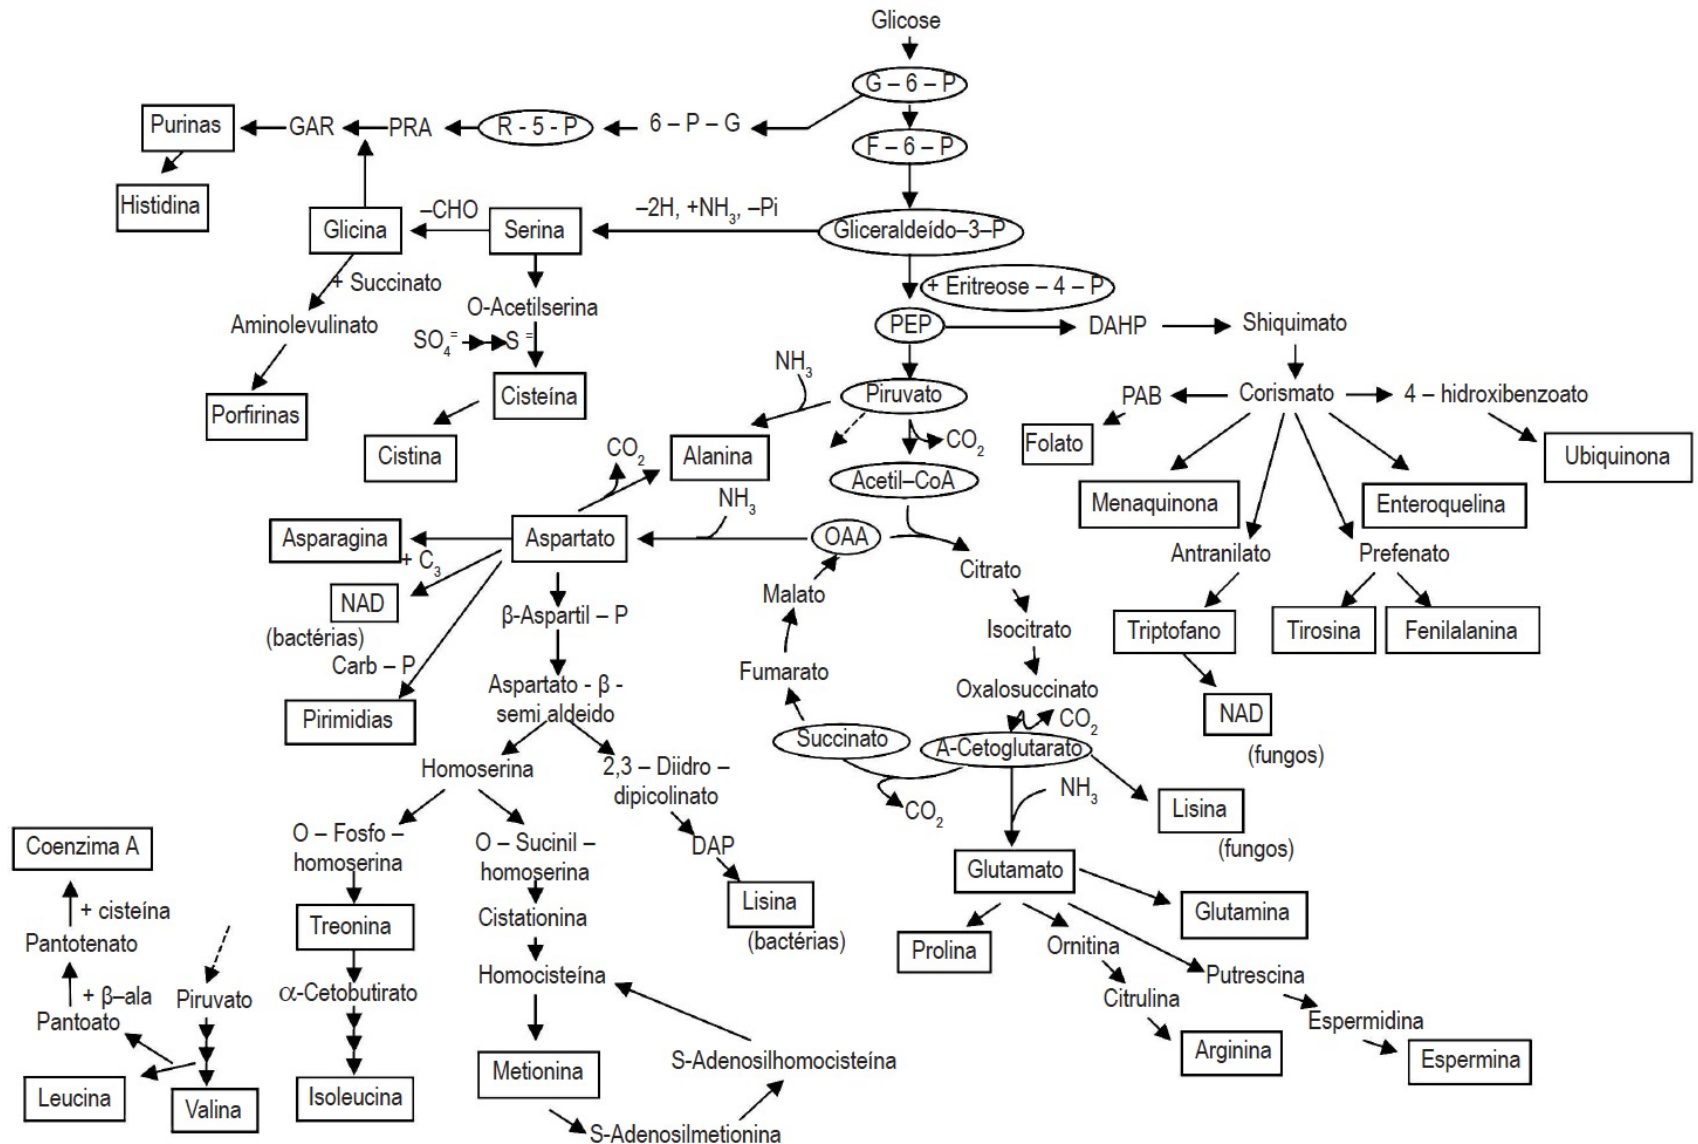 Glicose
G – 6 – P
Purinas
GAR
PRA
R - 5 - P
6 – P – G
F – 6 – P
Histidina
–CHO
–2H, +NH3, –Pi
Glicina
Serina
Gliceraldeído–3–P
+ Succinato
+ Eritreose – 4 – P
O-Acetilserina
Aminolevulinato
PEP
DAHP
Shiquimato
SO4=
S =
NH3
Cisteína
Piruvato
PAB
Corismato
4 – hidroxibenzoato
Porfirinas
Folato
CO2
CO2
Cistina
Alanina
Ubiquinona
Acetil–CoA
NH3
Menaquinona
Enteroquelina
Asparagina
Aspartato
OAA
+ C3
Antranilato
Prefenato
Citrato
NAD
Malato
(bactérias)
β-Aspartil – P
Isocitrato
Triptofano
Tirosina
Fenilalanina
Carb – P
Fumarato
Aspartato - β -
semi aldeido
Oxalosuccinato
Pirimidias
CO2
NAD
(fungos)
Succinato
A-Cetoglutarato
Homoserina
2,3 – Diidro –
dipicolinato
NH3
CO2
Lisina
(fungos)
O – Fosfo –
homoserina
O – Sucinil –
homoserina
DAP
Coenzima A
Glutamato
Lisina
(bactérias)
Glutamina
+ cisteína
Treonina
Cistationina
Pantotenato
Prolina
Ornitina
Homocisteína
Putrescina
+ β–ala
Piruvato
α-Cetobutirato
Citrulina
Pantoato
Espermidina
Arginina
Espermina
S-Adenosilhomocisteína
Metionina
Leucina
Valina
Isoleucina
S-Adenosilmetionina